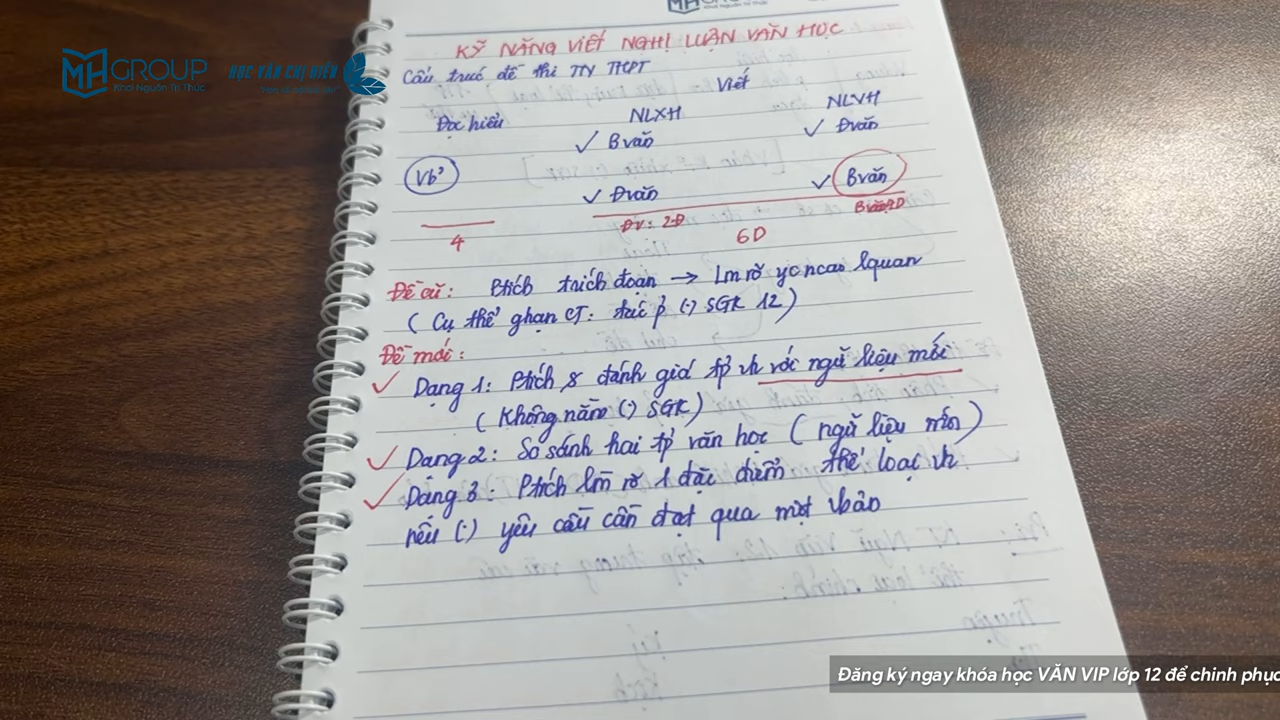 MH GROUP
Khơi Nguồn Tri Thức
HỌC VĂN CHỊ HIÊN
KỸ NĂNG VIẾT NGHỊ LUẬN VĂN HỌC
Cấu trúc đề thi TN THPT
Viết
Đọc hiểu NLXH NLVH
✓ Bvăn ✓ Đvăn
Vb'
✓ Đvăn ✓ Bvăn
4 ĐV: 2Đ 6Đ
Đề cũ: Ptích trích đoạn → Lm rõ yc ncao lquan
( Cụ thể ghạn CT: tác p̉ (.) SGK 12 )
Đề mới:
✓ Dạng 1: Ptích & đánh giá tp̉ vh với ngữ liệu mới
( Không nằm (.) SGK )
✓ Dạng 2: So sánh hai tp̉ văn học ( ngữ liệu mới )
✓ Dạng 3: Ptích lm rõ 1 đặc điểm thể loại vh
nêu (.) yêu cầu cần đạt qua một vbản
Đăng ký ngay khóa học VĂN VIP lớp 12 để chinh phục